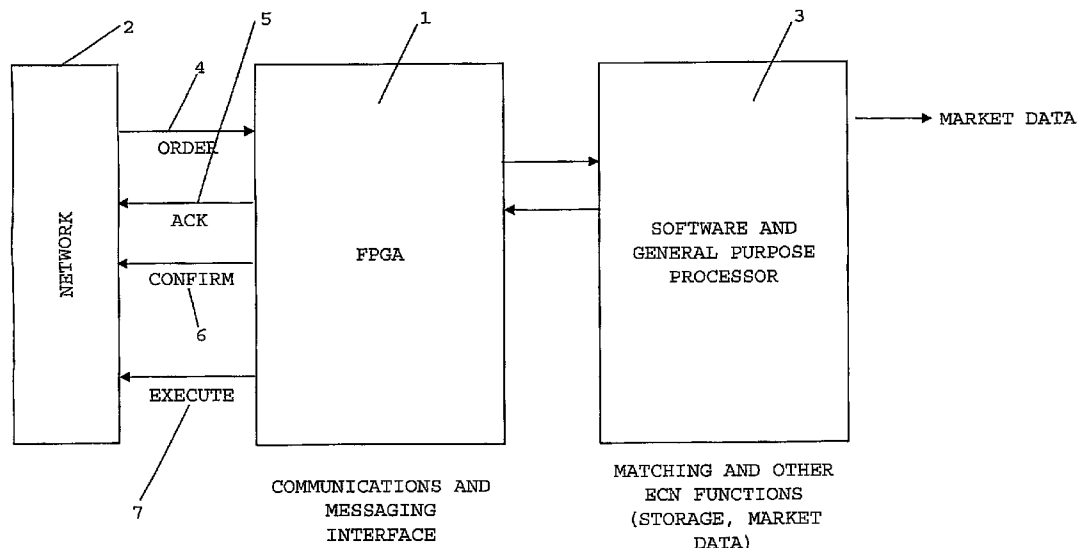 2
5
1
3
4
ORDER
ACK
CONFIRM
6
EXECUTE
7
NETWORK
FPGA
COMMUNICATIONS AND
MESSAGING
INTERFACE
SOFTWARE AND
GENERAL PURPOSE
PROCESSOR
MARKET DATA
MATCHING AND OTHER
ECN FUNCTIONS
(STORAGE, MARKET
DATA)